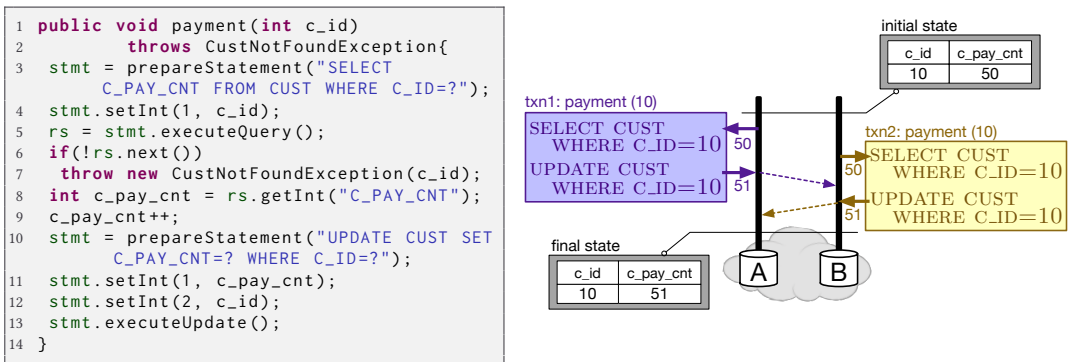 1 public void payment(int c_id)
2 throws CustNotFoundException{
3 stmt = prepareStatement("SELECT
C_PAY_CNT FROM CUST WHERE C_ID=?");
4 stmt.setInt(1, c_id);
5 rs = stmt.executeQuery();
6 if(!rs.next())
7 throw new CustNotFoundException(c_id);
8 int c_pay_cnt = rs.getInt("C_PAY_CNT");
9 c_pay_cnt++;
10 stmt = prepareStatement("UPDATE CUST SET
C_PAY_CNT=? WHERE C_ID=?");
11 stmt.setInt(1, c_pay_cnt);
12 stmt.setInt(2, c_id);
13 stmt.executeUpdate();
14 }
initial state
c_id c_pay_cnt
10 50
txn1: payment (10)
SELECT CUST
WHERE C_ID=10
50
UPDATE CUST
WHERE C_ID=10
51
txn2: payment (10)
SELECT CUST
WHERE C_ID=10
50
UPDATE CUST
WHERE C_ID=10
51
final state
c_id c_pay_cnt
10 51
A B